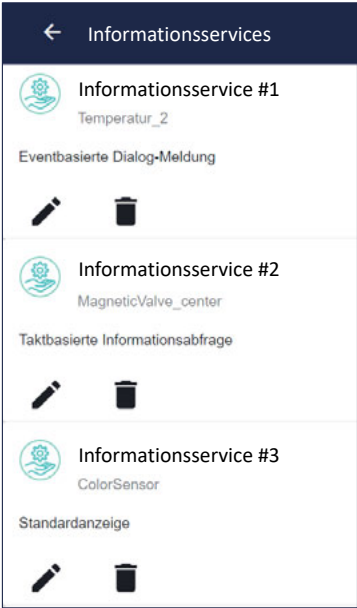 Informationsservices
Informationsservice #1
Temperatur_2
Eventbasierte Dialog-Meldung
Informationsservice #2
MagneticValve_center
Taktbasierte Informationsabfrage
Informationsservice #3
ColorSensor
Standardanzeige